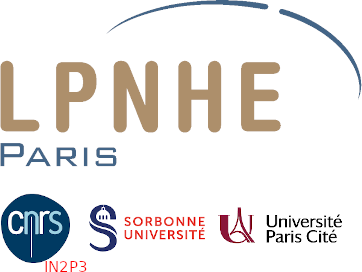 LPNHE
PARIS
cnrs
IN2P3
SORBONNE
UNIVERSITÉ
Université
Paris Cité